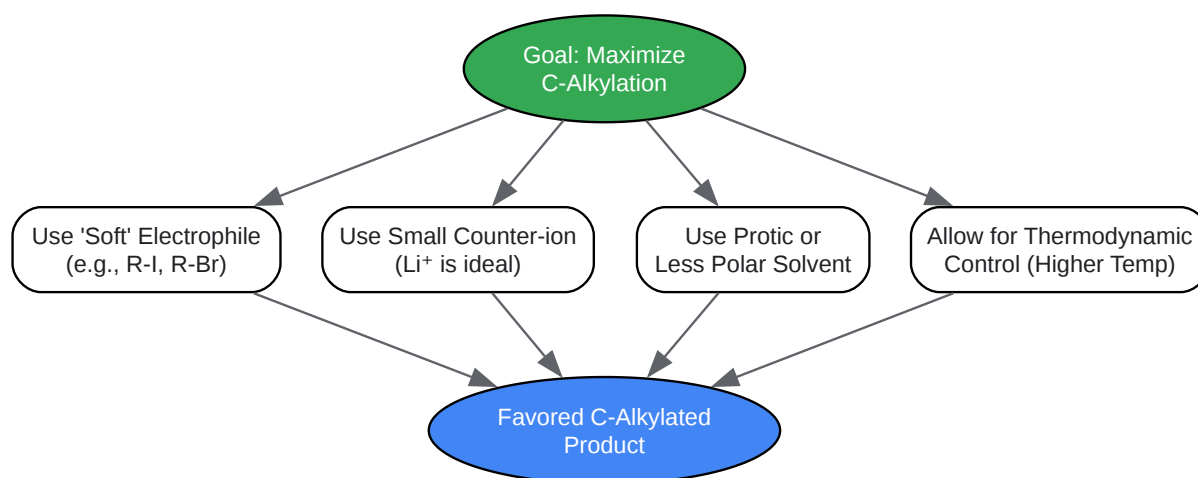 Goal: Maximize
C-Alkylation
Use 'Soft' Electrophile
(e.g., R-I, R-Br)
Use Small Counter-ion
(Li⁺ is ideal)
Use Protic or
Less Polar Solvent
Allow for Thermodynamic
Control (Higher Temp)
Favored C-Alkylated
Product